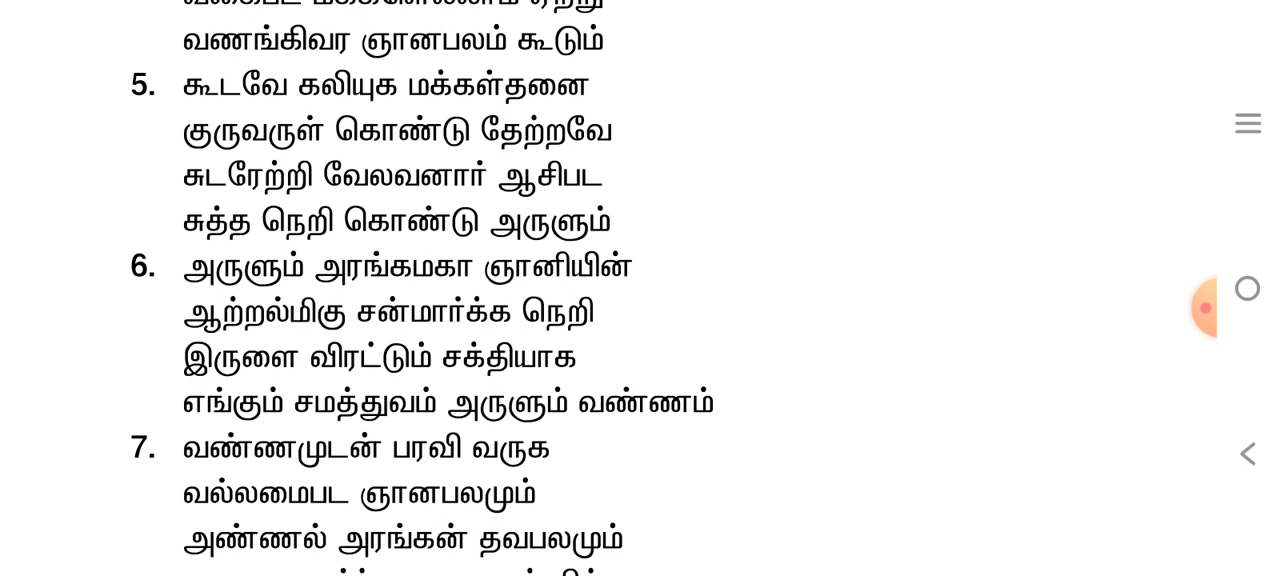 வணங்கிவர ஞானபலம் கூடும்
5. கூடவே கலியுக மக்கள்தனை
குருவருள் கொண்டு தேற்றவே
சுடரேற்றி வேலவனார் ஆசிபட
சுத்த நெறி கொண்டு அருளும்
6. அருளும் அரங்கமகா ஞானியின்
ஆற்றல்மிகு சன்மார்க்க நெறி
இருளை விரட்டும் சக்தியாக
எங்கும் சமத்துவம் அருளும் வண்ணம்
7. வண்ணமுடன் பரவி வருக
வல்லமைபட ஞானபலமும்
அண்ணல் அரங்கன் தவபலமும்